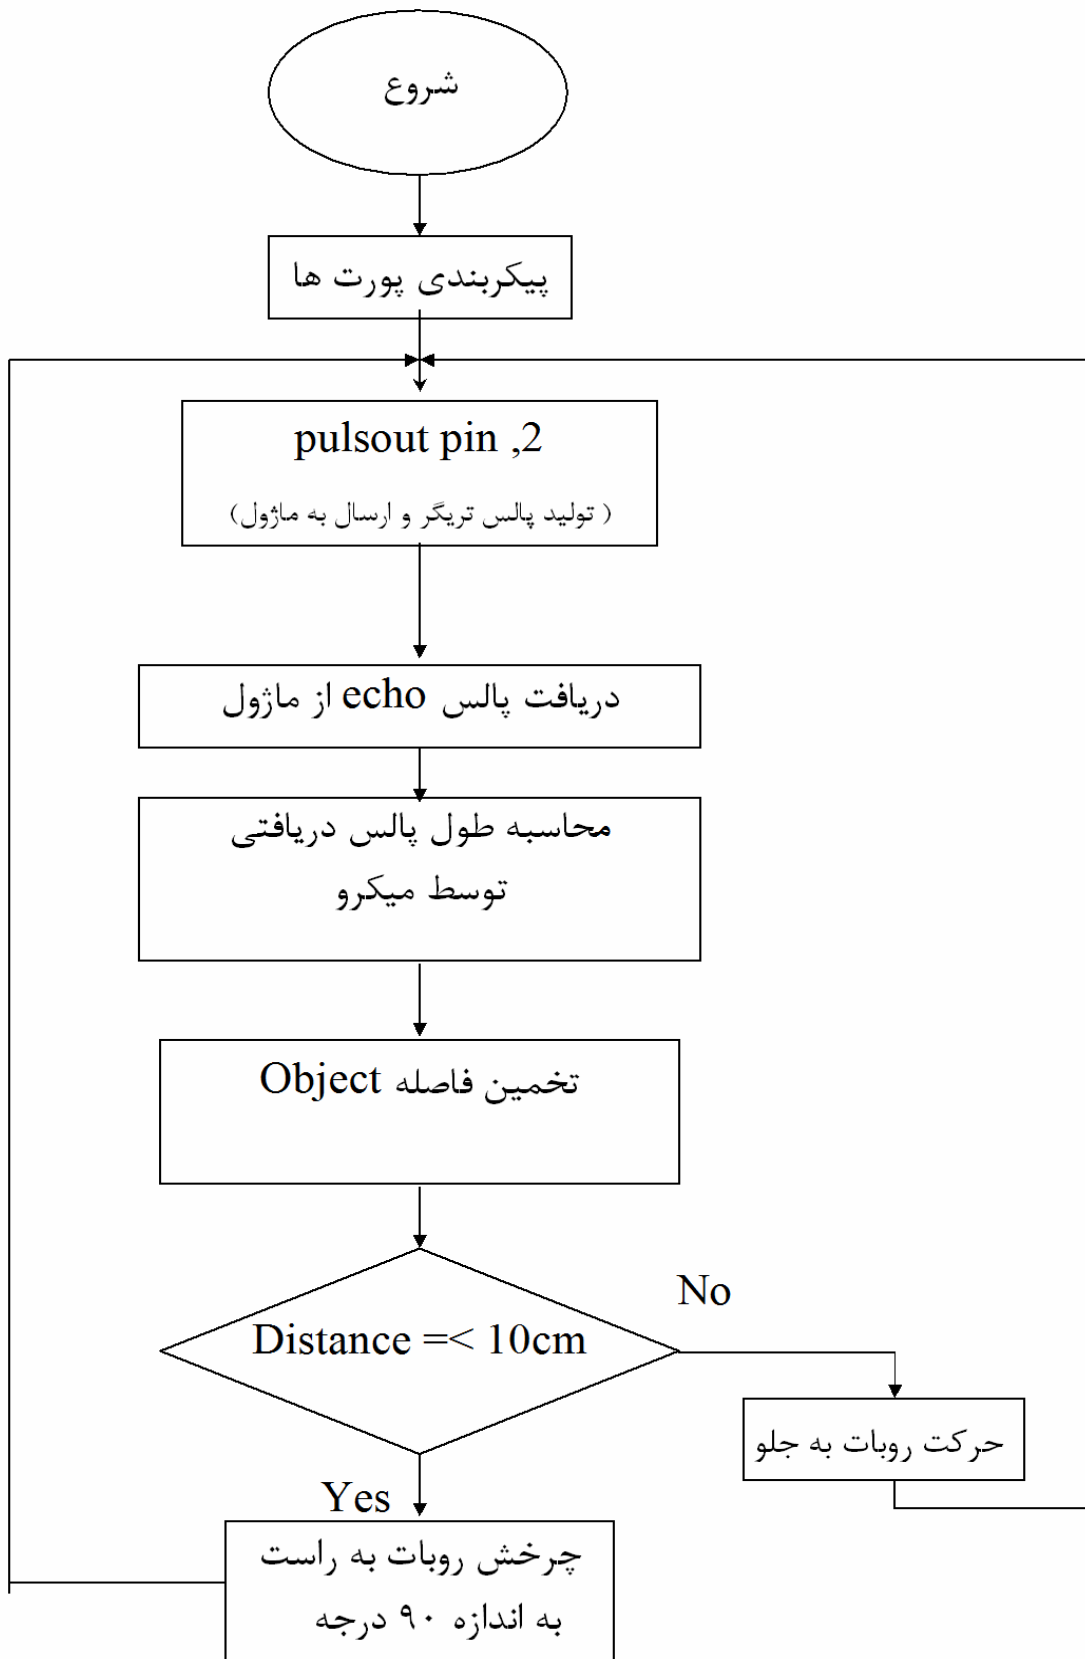 شروع
پیکربندی پورت ها
pulsout pin ,2
( تولید پالس تریگر و ارسال به ماژول)
دریافت پالس echo از ماژول
محاسبه طول پالس دریافتی
توسط میکرو
تخمین فاصله Object
Distance =< 10cm
No
حرکت روبات به جلو
Yes
چرخش روبات به راست
به اندازه ۹۰ درجه